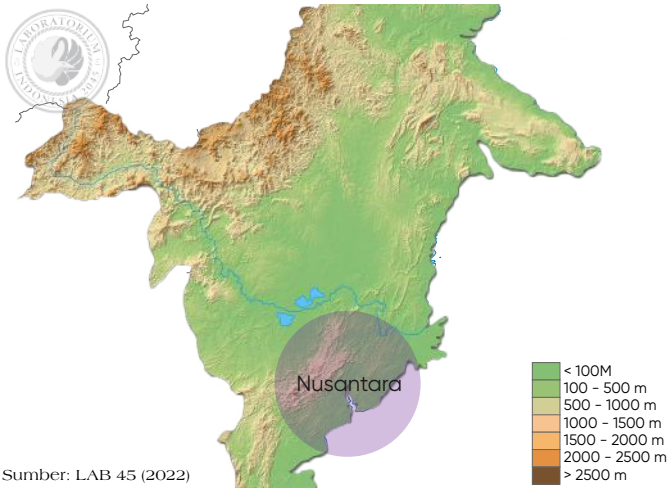 LABORATORIUM
INDONESIA 2045
Nusantara
< 100M
100 - 500 m
500 - 1000 m
1000 - 1500 m
1500 - 2000 m
2000 - 2500 m
> 2500 m
Sumber: LAB 45 (2022)